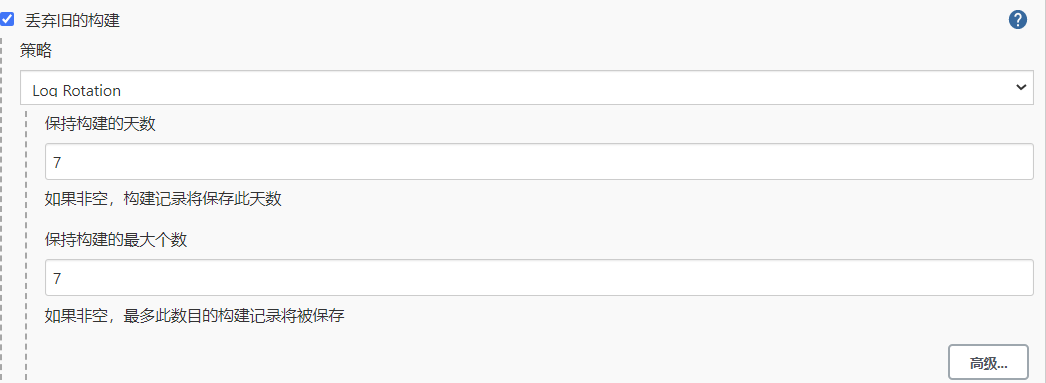 丢弃旧的构建
?
策略
Log Rotation
保持构建的天数
7
如果非空，构建记录将保存此天数
保持构建的最大个数
7
如果非空，最多此数目的构建记录将被保存
高级...